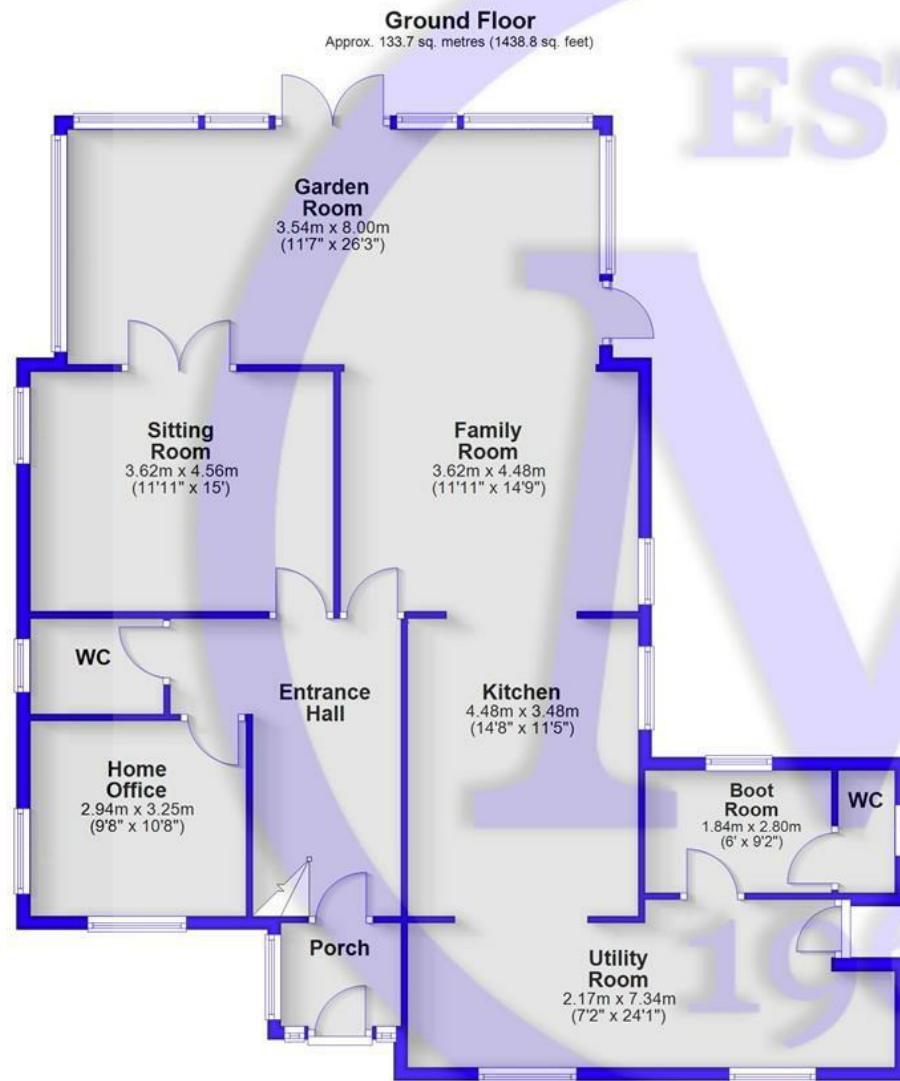 Ground Floor
Approx. 133.7 sq. metres (1438.8 sq. feet)
EST
Garden
Room
3.54m x 8.00m
(11'7" x 26'3")
Sitting
Room
3.62m x 4.56m
(11'11" x 15')
Family
Room
3.62m x 4.48m
(11'11" x 14'9")
WC
Entrance
Hall
Kitchen
4.48m x 3.48m
(14'8" x 11'5")
Home
Office
2.94m x 3.25m
(9'8" x 10'8")
Boot
Room
1.84m x 2.80m
(6' x 9'2")
WC
Porch
Utility
Room
2.17m x 7.34m
(7'2" x 24'1")